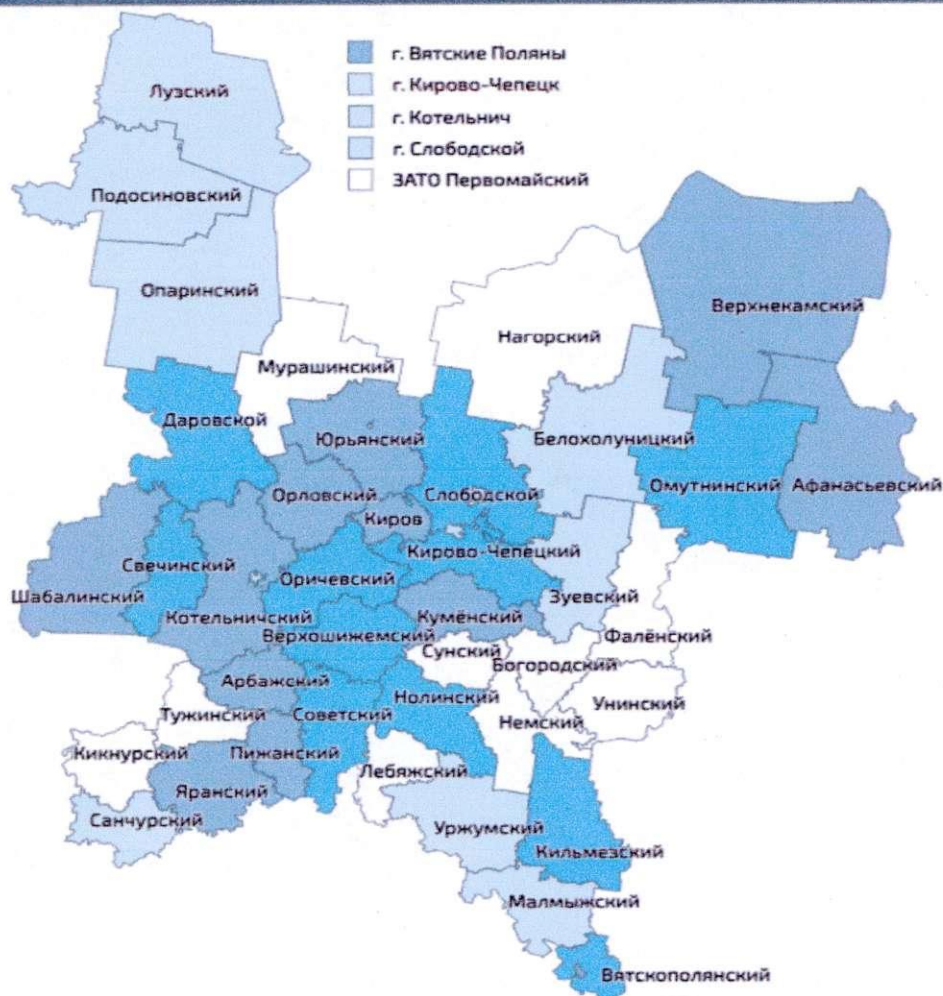 г. Вятские Поляны
г. Кирово-Чепецк
г. Котельнич
г. Слободской
ЗАТО Первомайский
Лузский
Подосиновский
Опаринский
Мурашинский
Нагорский
Верхнекамский
Даровской
Юрьянский
Белохолуницкий
Орловский
Слободской
Омутнинский
Афанасьевский
Киров
Свечинский
Кирово-Чепецкий
Оричевский
Шабалинский
Зуевский
Котельничский
Кумёнский
Верхошижемский
Фалёнский
Сунский
Богородский
Арбажский
Нолинский
Унинский
Тужинский
Советский
Немский
Кикнурский
Пижанский
Лебяжский
Яранский
Санчурский
Уржумский
Кильмезский
Малмыжский
Вятскополянский